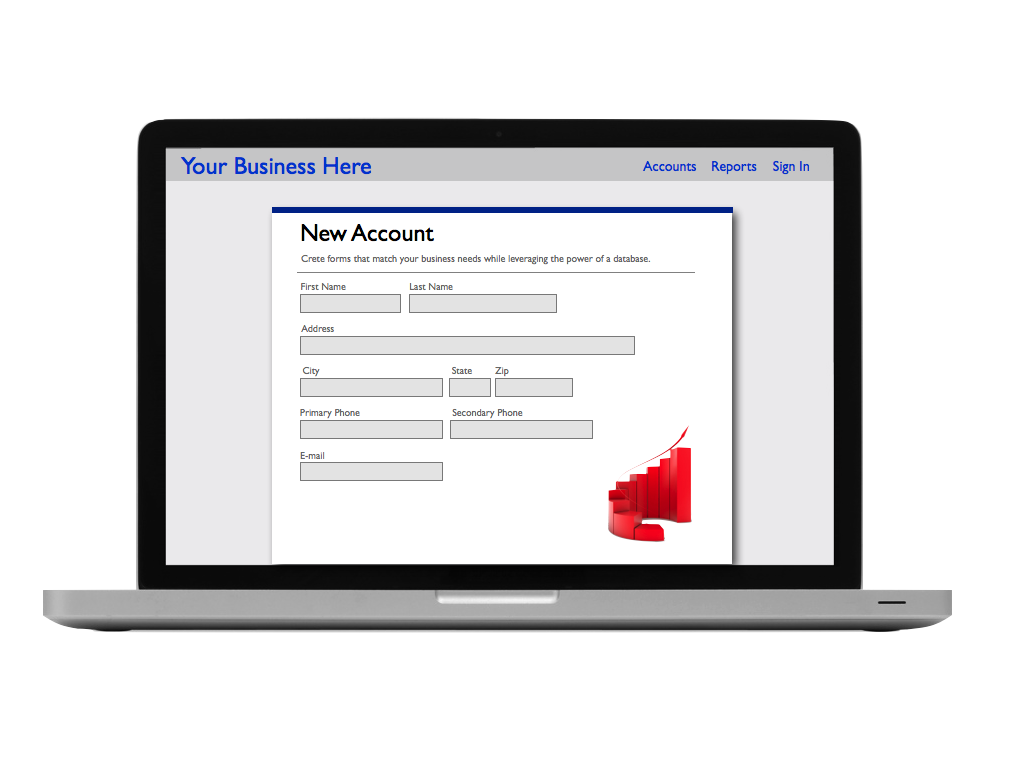 Your Business Here
Accounts Reports Sign In
New Account
Crete forms that match your business needs while leveraging the power of a database.
First Name Last Name
Address
City State Zip
Primary Phone Secondary Phone
E-mail